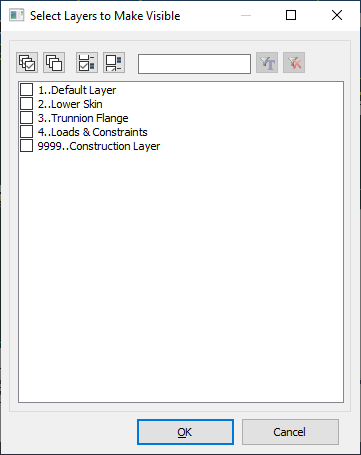 Select Layers to Make Visible
1..Default Layer
2..Lower Skin
3..Trunnion Flange
4..Loads & Constraints
9999..Construction Layer
OK
Cancel